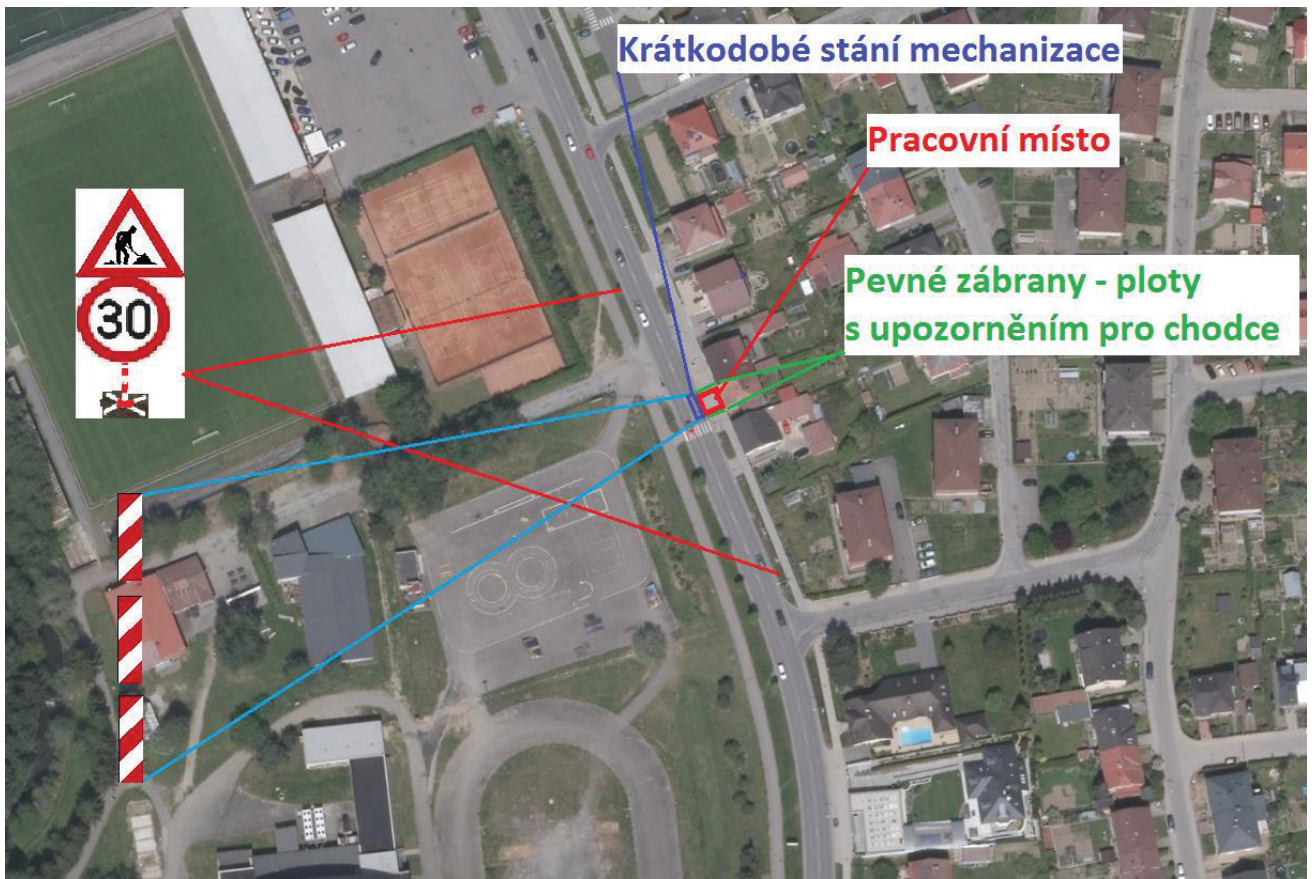 Krátkodobé stání mechanizace
Pracovní místo
Pevné zábrany - ploty
s upozorněním pro chodce
30